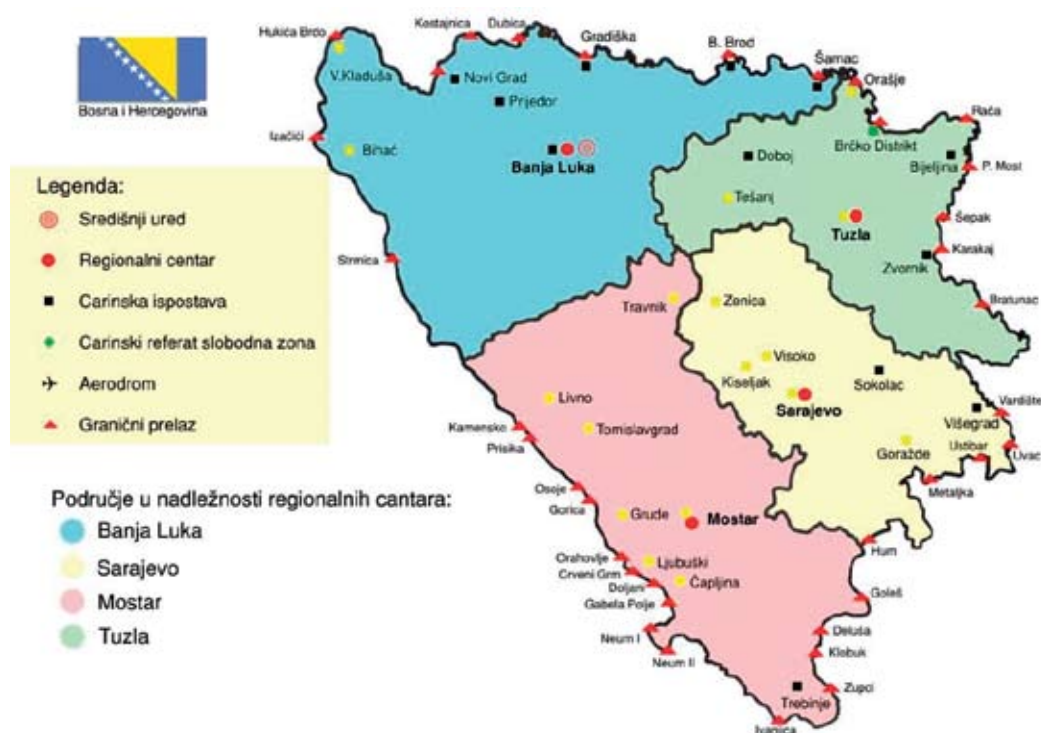 Bosna i Hercegovina
Legenda:
Središnji ured
Regionalni centar
Carinska ispostava
Carinski referat slobodna zona
Aerodrom
Granični prelaz
Područje u nadležnosti regionalnih cantara:
Banja Luka
Sarajevo
Mostar
Tuzla
Hukića Brdo
Kostajnica
Dubica
Gradiška
B. Brod
Šamac
Orašje
V.Kladuša
Novi Grad
Prijedor
Rača
Izačići
Bihać
Banja Luka
Doboj
Brčko Distrikt
Bijeljina
P. Most
Tešanj
Tuzla
Šepak
Karakaj
Zvornik
Strmica
Bratunac
Travnik
Zenica
Visoko
Kiseljak
Sokolac
Sarajevo
Vardište
Višegrad
Goražde
Ustibar
Uvac
Metaljka
Livno
Tomislavgrad
Kamensko
Prisika
Osoje
Gorica
Grude
Mostar
Hum
Orahovlje
Crveni Grm
Doljani
Gabela Polje
Ljubuški
Čapljina
Goleš
Neum I
Neum II
Deluša
Klobuk
Zupci
Trebinje
Ivanica